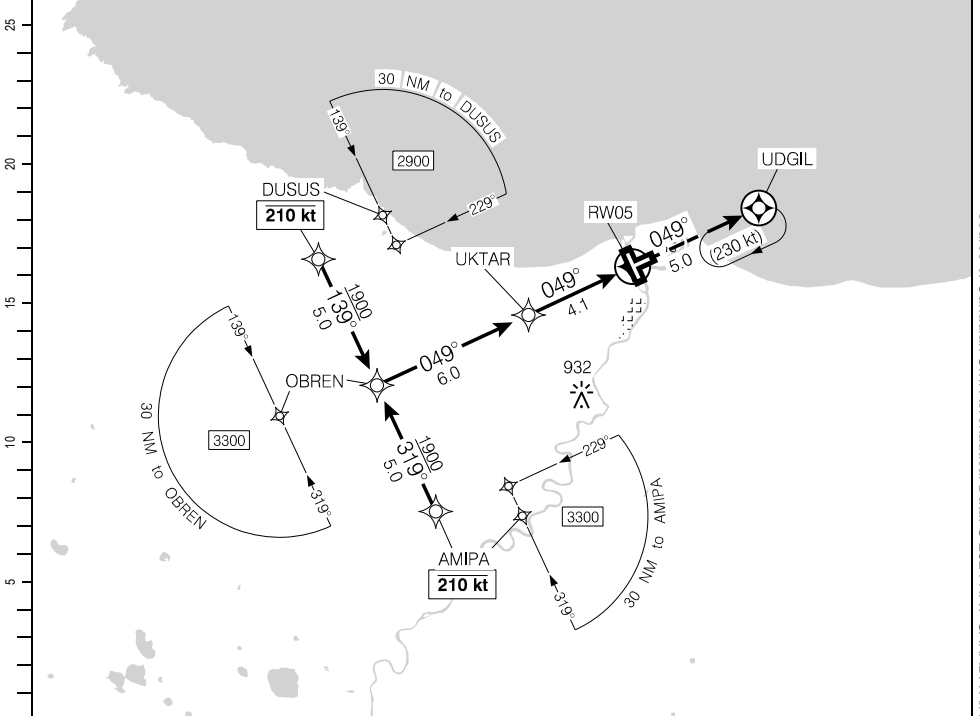 25
20
15
10
5
30 NM to DUSUS
139°
2900
229°
DUSUS
210 kt
UDGIL
RW05
049°
5.0
(230 kt)
UKTAR
049°
4.1
1900
139°
5.0
049°
6.0
OBREN
139°
3300
319°
30 NM to OBREN
932
1900
319°
5.0
229°
3300
319°
30 NM to AMIPA
AMIPA
210 kt